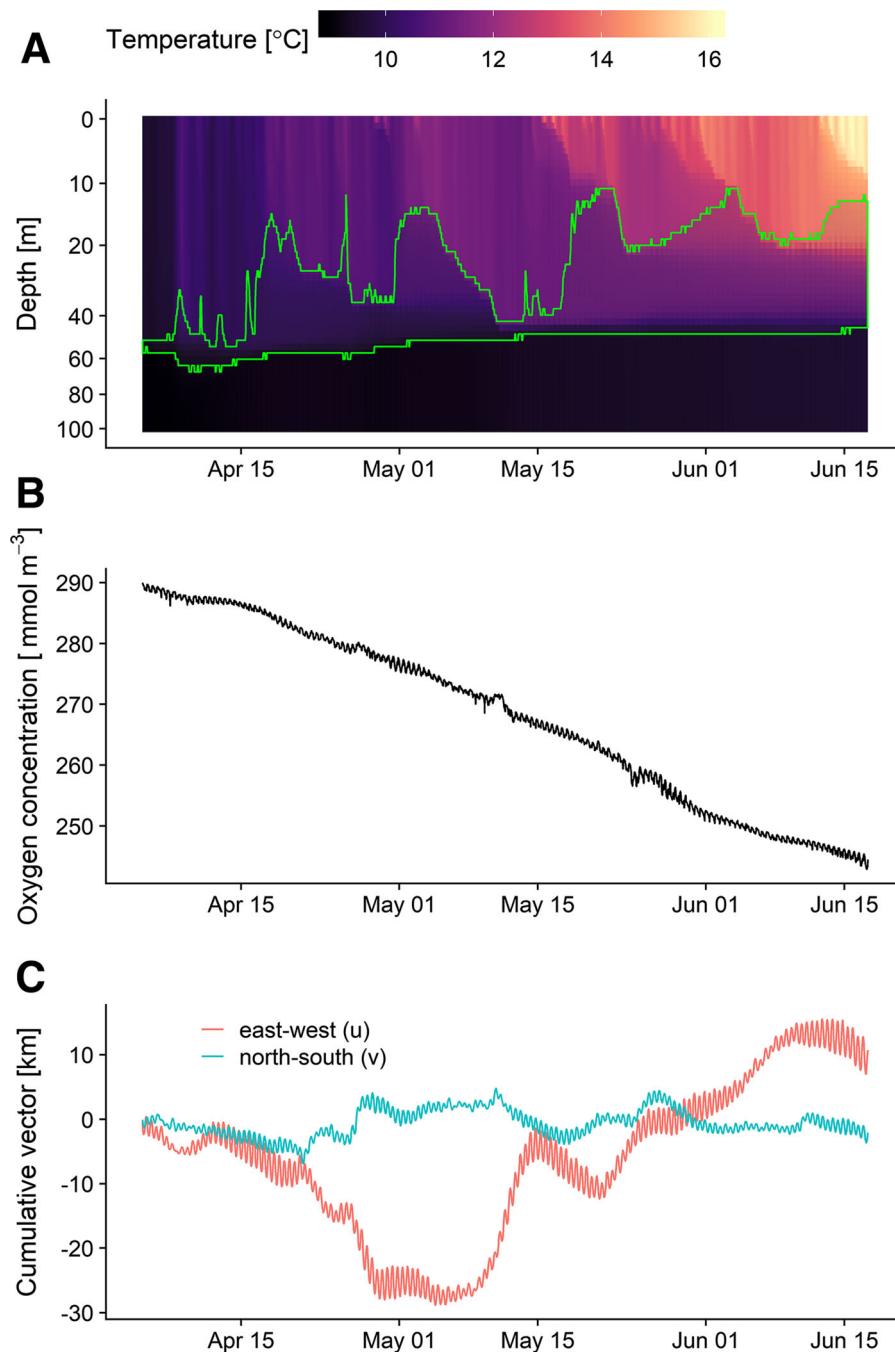 A
Temperature [°C]
10 12 14 16
Depth [m]
0
10
20
40
60
80
100
Apr 15 May 01 May 15 Jun 01 Jun 15
B
Oxygen concentration [ mmol m⁻³]
290
280
270
260
250
Apr 15 May 01 May 15 Jun 01 Jun 15
C
Cumulative vector [km]
east-west (u)
north-south (v)
10
0
-10
-20
-30
Apr 15 May 01 May 15 Jun 01 Jun 15